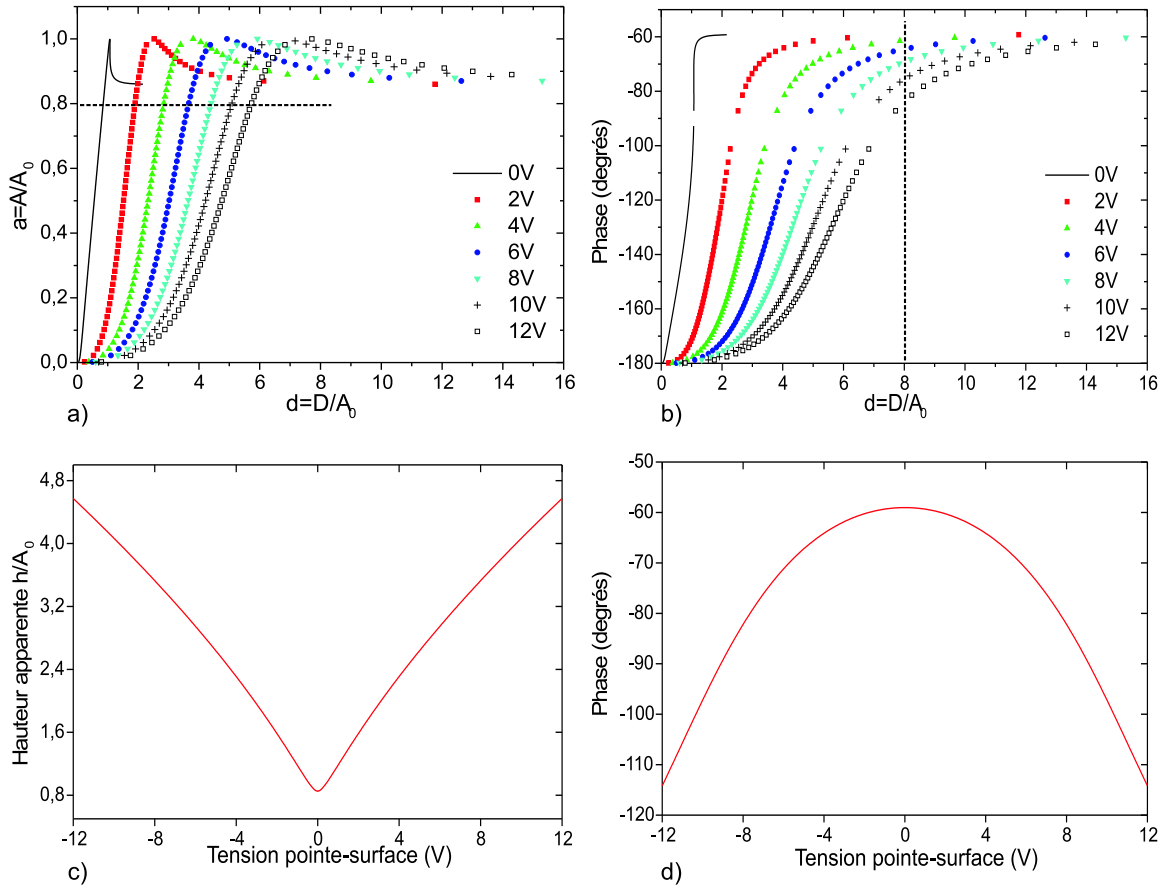 1,0
0,8
0,6
0,4
0,2
0,0
a=A/A0
0 2 4 6 8 10 12 14 16
d=D/A0
0V
2V
4V
6V
8V
10V
12V
a)
-60
-80
-100
-120
-140
-160
-180
Phase (degrés)
0 2 4 6 8 10 12 14 16
d=D/A0
0V
2V
4V
6V
8V
10V
12V
b)
4,8
4,0
3,2
2,4
1,6
0,8
Hauteur apparente h/A0
-12 -8 -4 0 4 8 12
Tension pointe-surface (V)
c)
-50
-60
-70
-80
-90
-100
-110
-120
Phase (degrés)
-12 -8 -4 0 4 8 12
Tension pointe-surface (V)
d)